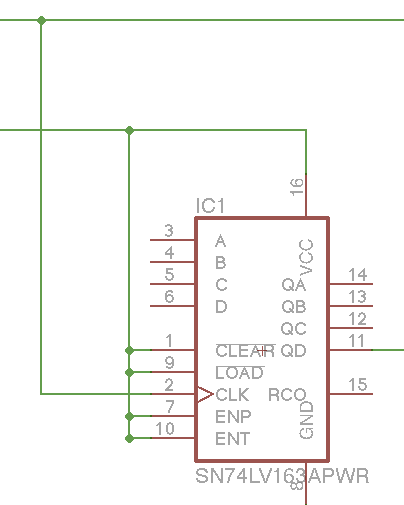 IC1
16
VCC
3 A
4 B
5 C QA 14
6 D QB 13
QC 12
1 CLEAR QD 11
9 LOAD
2 CLK RCO 15
7 ENP
10 ENT
GND
SN74LV163APWR
8